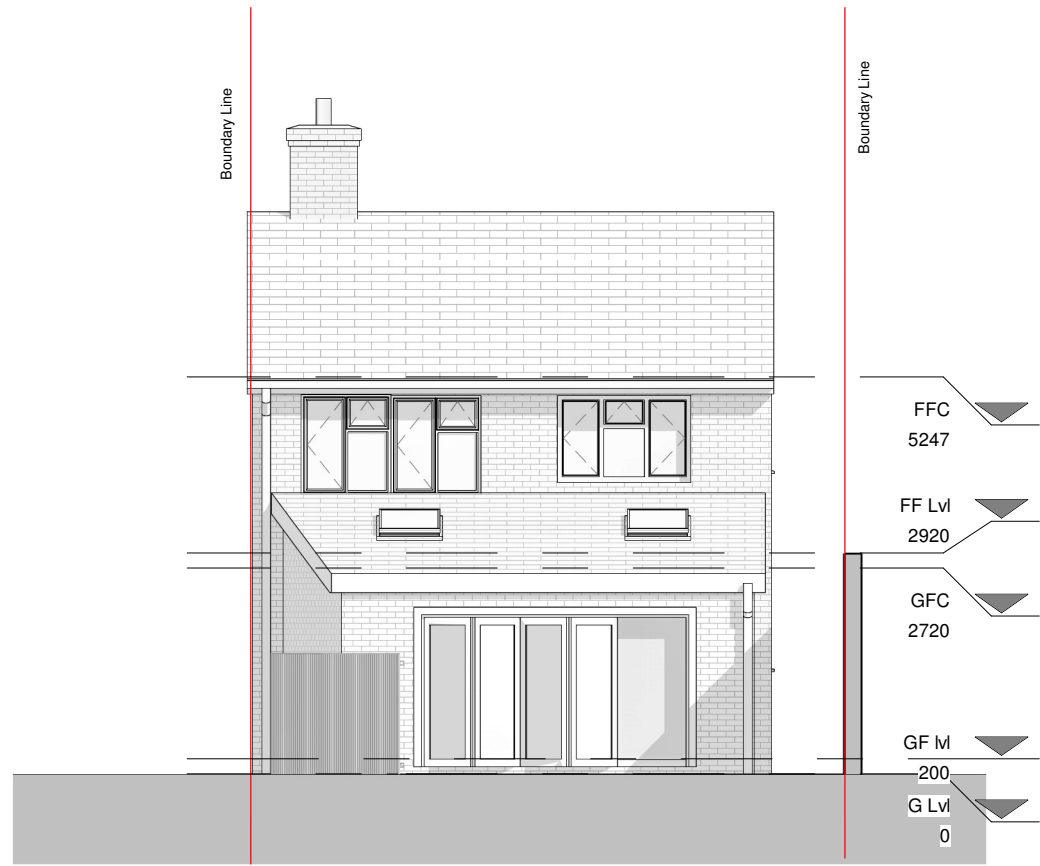 Boundary Line
Boundary Line
FFC
5247
FF Lvl
2920
GFC
2720
GF lvl
200
G Lvl
0